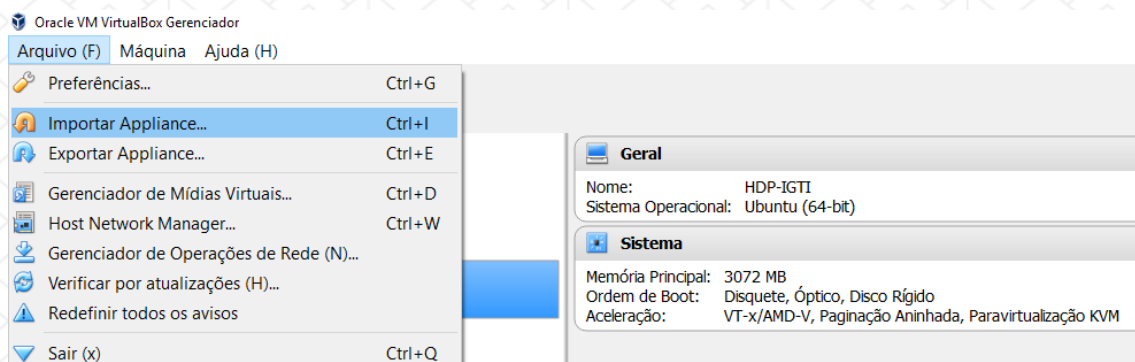 Oracle VM VirtualBox Gerenciador
Arquivo (F) Máquina Ajuda (H)
Preferências... Ctrl+G
Importar Appliance... Ctrl+I
Exportar Appliance... Ctrl+E
Gerenciador de Mídias Virtuais... Ctrl+D
Host Network Manager... Ctrl+W
Gerenciador de Operações de Rede (N)...
Verificar por atualizações (H)...
Redefinir todos os avisos
Sair (x) Ctrl+Q
Geral
Nome: HDP-IGTI
Sistema Operacional: Ubuntu (64-bit)
Sistema
Memória Principal: 3072 MB
Ordem de Boot: Disquete, Óptico, Disco Rígido
Aceleração: VT-x/AMD-V, Paginação Aninhada, Paravirtualização KVM